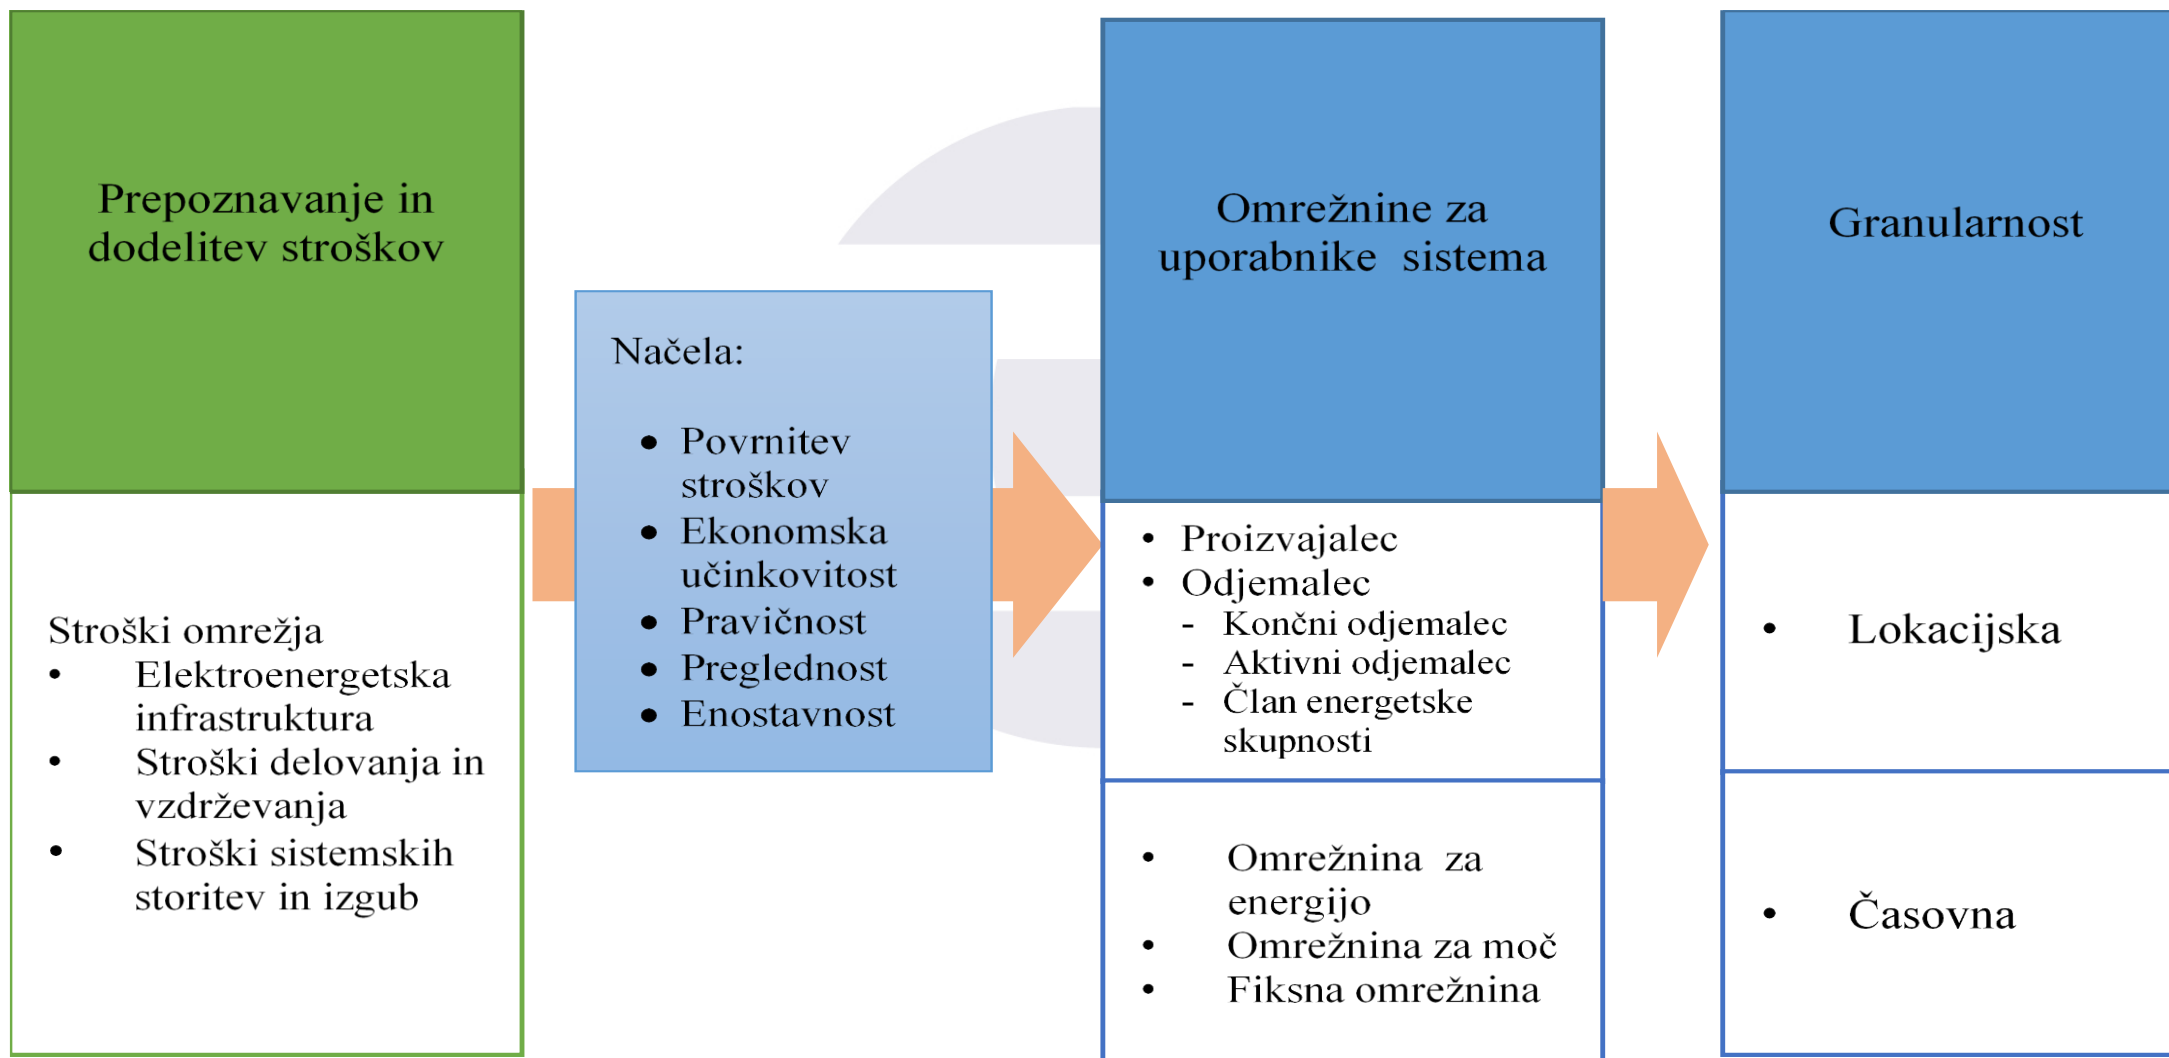 Prepoznavanje in
dodelitev stroškov
Stroški omrežja
• Elektroenergetska
infrastruktura
• Stroški delovanja in
vzdrževanja
• Stroški sistemskih
storitev in izgub
Načela:
• Povrnitev
stroškov
• Ekonomska
učinkovitost
• Pravičnost
• Preglednost
• Enostavnost
Omrežnine za
uporabnike sistema
• Proizvajalec
• Odjemalec
- Končni odjemalec
- Aktivni odjemalec
- Član energetske
skupnosti
• Omrežnina za
energijo
• Omrežnina za moč
• Fiksna omrežnina
Granularnost
• Lokacijska
• Časovna